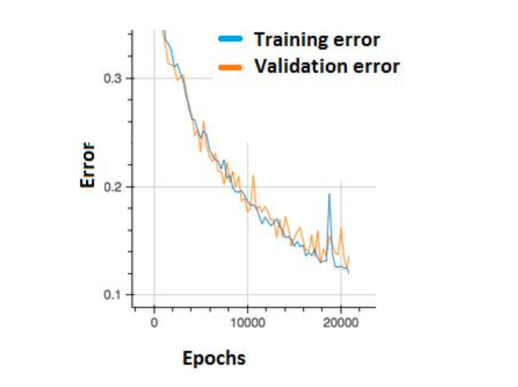 Training error
Validation error
0.3
0.2
0.1
Error
0
10000
20000
Epochs